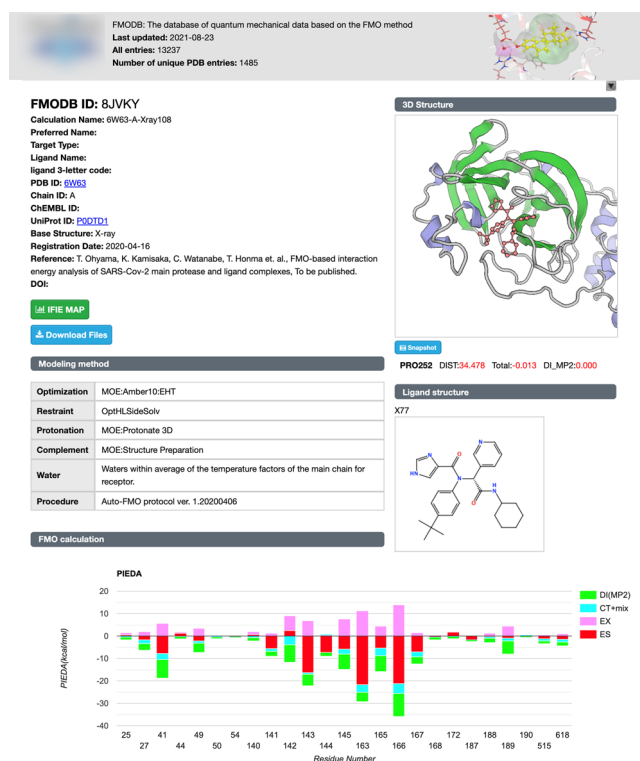 FMODB: The database of quantum mechanical data based on the FMO method
Last updated: 2021-08-23
All entries: 13237
Number of unique PDB entries: 1485
FMODB ID: 8JVKY
Calculation Name: 6W63-A-Xray108
Preferred Name:
Target Type:
Ligand Name:
ligand 3-letter code:
PDB ID: 6W63
Chain ID: A
ChEMBL ID:
UniProt ID: P0DTD1
Base Structure: X-ray
Registration Date: 2020-04-16
Reference: T. Ohyama, K. Kamisaka, C. Watanabe, T. Honma et. al., FMO-based interaction
energy analysis of SARS-Cov-2 main protease and ligand complexes, To be published.
DOI:
IFIE MAP
Download Files
3D Structure
Snapshot
PRO252 DIST:34.478 Total:-0.013 DI_MP2:0.000
Modeling method
Optimization MOE:Amber10:EHT
Restraint OptHLSideSolv
Protonation MOE:Protonate 3D
Complement MOE:Structure Preparation
Water Waters within average of the temperature factors of the main chain for
receptor.
Procedure Auto-FMO protocol ver. 1.20200406
Ligand structure
X77
N
HN
O
N
N
H
N
O
FMO calculation
PIEDA
PIEDA(kcal/mol)
20
10
0
-10
-20
-30
-40
25 41 49 54 141 143 145 165 167 172 188 190 618
27 44 50 140 142 144 163 166 168 187 189 515
Residue Number
DI(MP2)
CT+mix
EX
ES